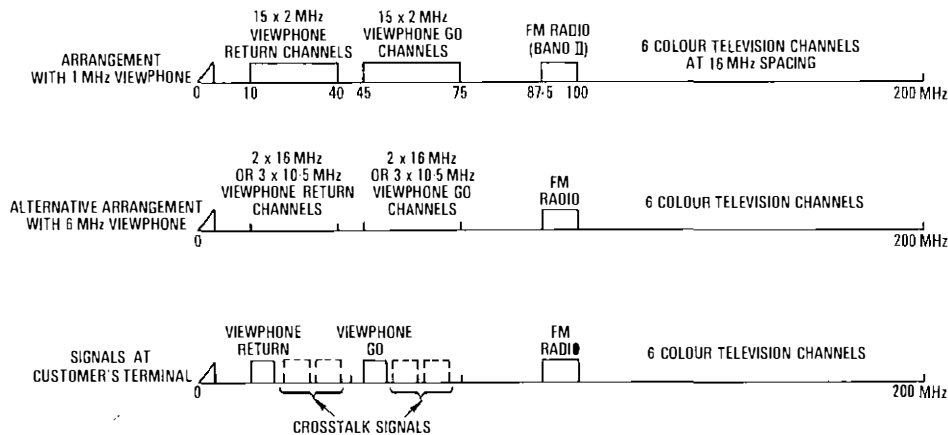 15 x 2 MHz
VIEWPHONE
RETURN CHANNELS
15 x 2 MHz
VIEWPHONE GO
CHANNELS
FM RADIO
(BAND II)
6 COLOUR TELEVISION CHANNELS
AT 16 MHz SPACING
ARRANGEMENT
WITH 1 MHz VIEWPHONE
0 10 40 45 75 87·5 100 200 MHz
2 x 16 MHz
OR 3 x 10·5 MHz
VIEWPHONE RETURN
CHANNELS
2 x 16 MHz
OR 3 x 10·5 MHz
VIEWPHONE GO
CHANNELS
FM
RADIO
6 COLOUR TELEVISION CHANNELS
ALTERNATIVE ARRANGEMENT
WITH 6 MHz VIEWPHONE
0 200 MHz
VIEWPHONE
RETURN
VIEWPHONE
GO
FM
RADIO
6 COLOUR TELEVISION CHANNELS
SIGNALS AT
CUSTOMER'S TERMINAL
0 200 MHz
CROSSTALK SIGNALS